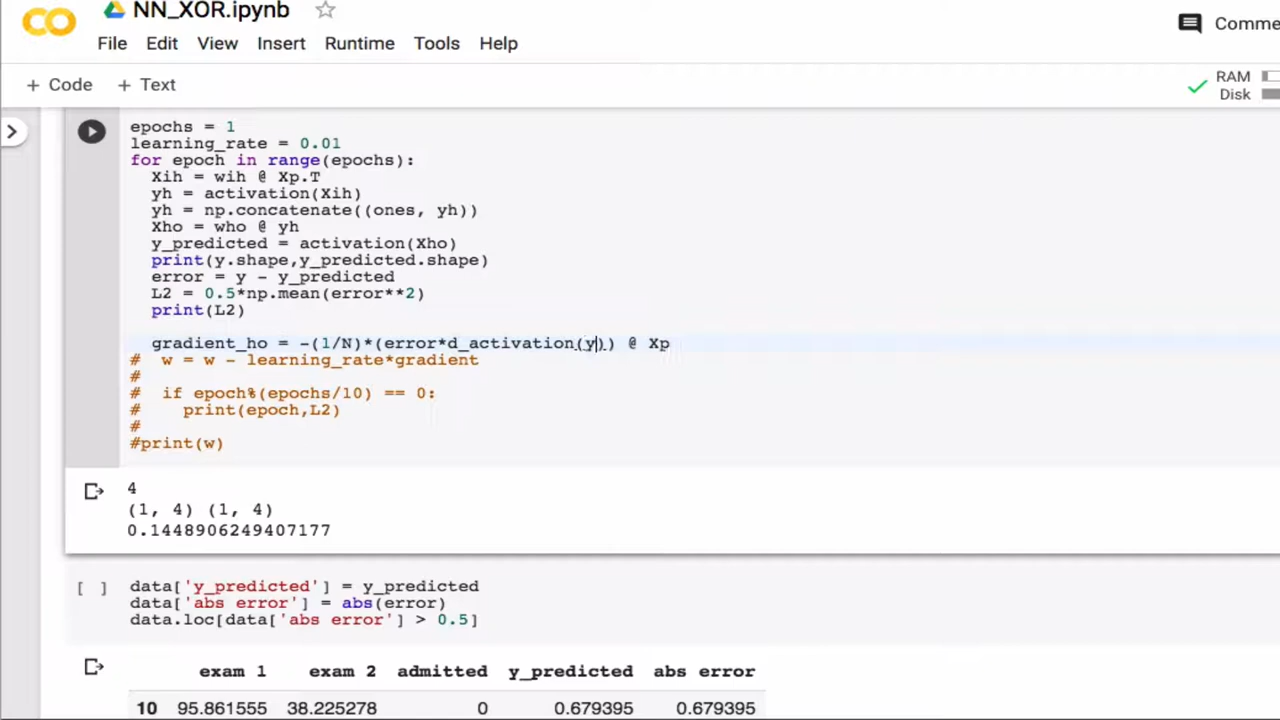 NN_XOR.ipynb
File Edit View Insert Runtime Tools Help
Comme
+ Code + Text
RAM
Disk
epochs = 1
learning_rate = 0.01
for epoch in range(epochs):
Xih = wih @ Xp.T
yh = activation(Xih)
yh = np.concatenate((ones, yh))
Xho = who @ yh
y_predicted = activation(Xho)
print(y.shape,y_predicted.shape)
error = y - y_predicted
L2 = 0.5*np.mean(error**2)
print(L2)
gradient_ho = -(1/N)*(error*d_activation(y)) @ Xp
# w = w - learning_rate*gradient
#
# if epoch%(epochs/10) == 0:
# print(epoch,L2)
#
#print(w)
4
(1, 4) (1, 4)
0.1448906249407177
[ ] data['y_predicted'] = y_predicted
data['abs error'] = abs(error)
data.loc[data['abs error'] > 0.5]
exam 1 exam 2 admitted y_predicted abs error
10 95.861555 38.225278 0 0.679395 0.679395